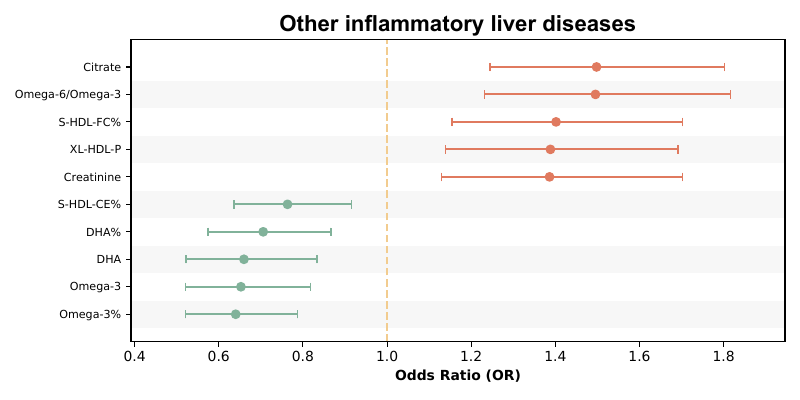 Other inflammatory liver diseases
Citrate
Omega-6/Omega-3
S-HDL-FC%
XL-HDL-P
Creatinine
S-HDL-CE%
DHA%
DHA
Omega-3
Omega-3%
0.4 0.6 0.8 1.0 1.2 1.4 1.6 1.8
Odds Ratio (OR)